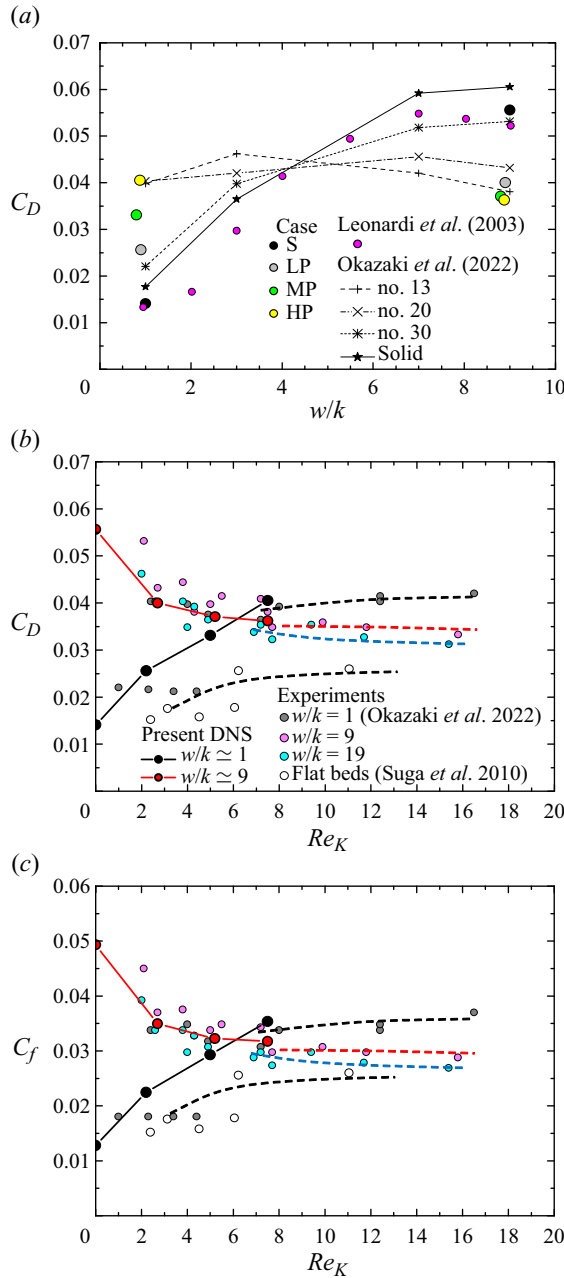 (a)
0.07
0.06
0.05
0.04
0.03
0.02
0.01
C_D
Case
S
LP
MP
HP
Leonardi et al. (2003)
Okazaki et al. (2022)
no. 13
no. 20
no. 30
Solid
0 2 4 6 8 10
w/k
(b)
0.07
0.06
0.05
0.04
0.03
0.02
0.01
C_D
Present DNS
w/k ≃ 1
w/k ≃ 9
Experiments
w/k = 1 (Okazaki et al. 2022)
w/k = 9
w/k = 19
Flat beds (Suga et al. 2010)
0 2 4 6 8 10 12 14 16 18 20
Re_K
(c)
0.06
0.05
0.04
0.03
0.02
0.01
C_f
0 2 4 6 8 10 12 14 16 18 20
Re_K